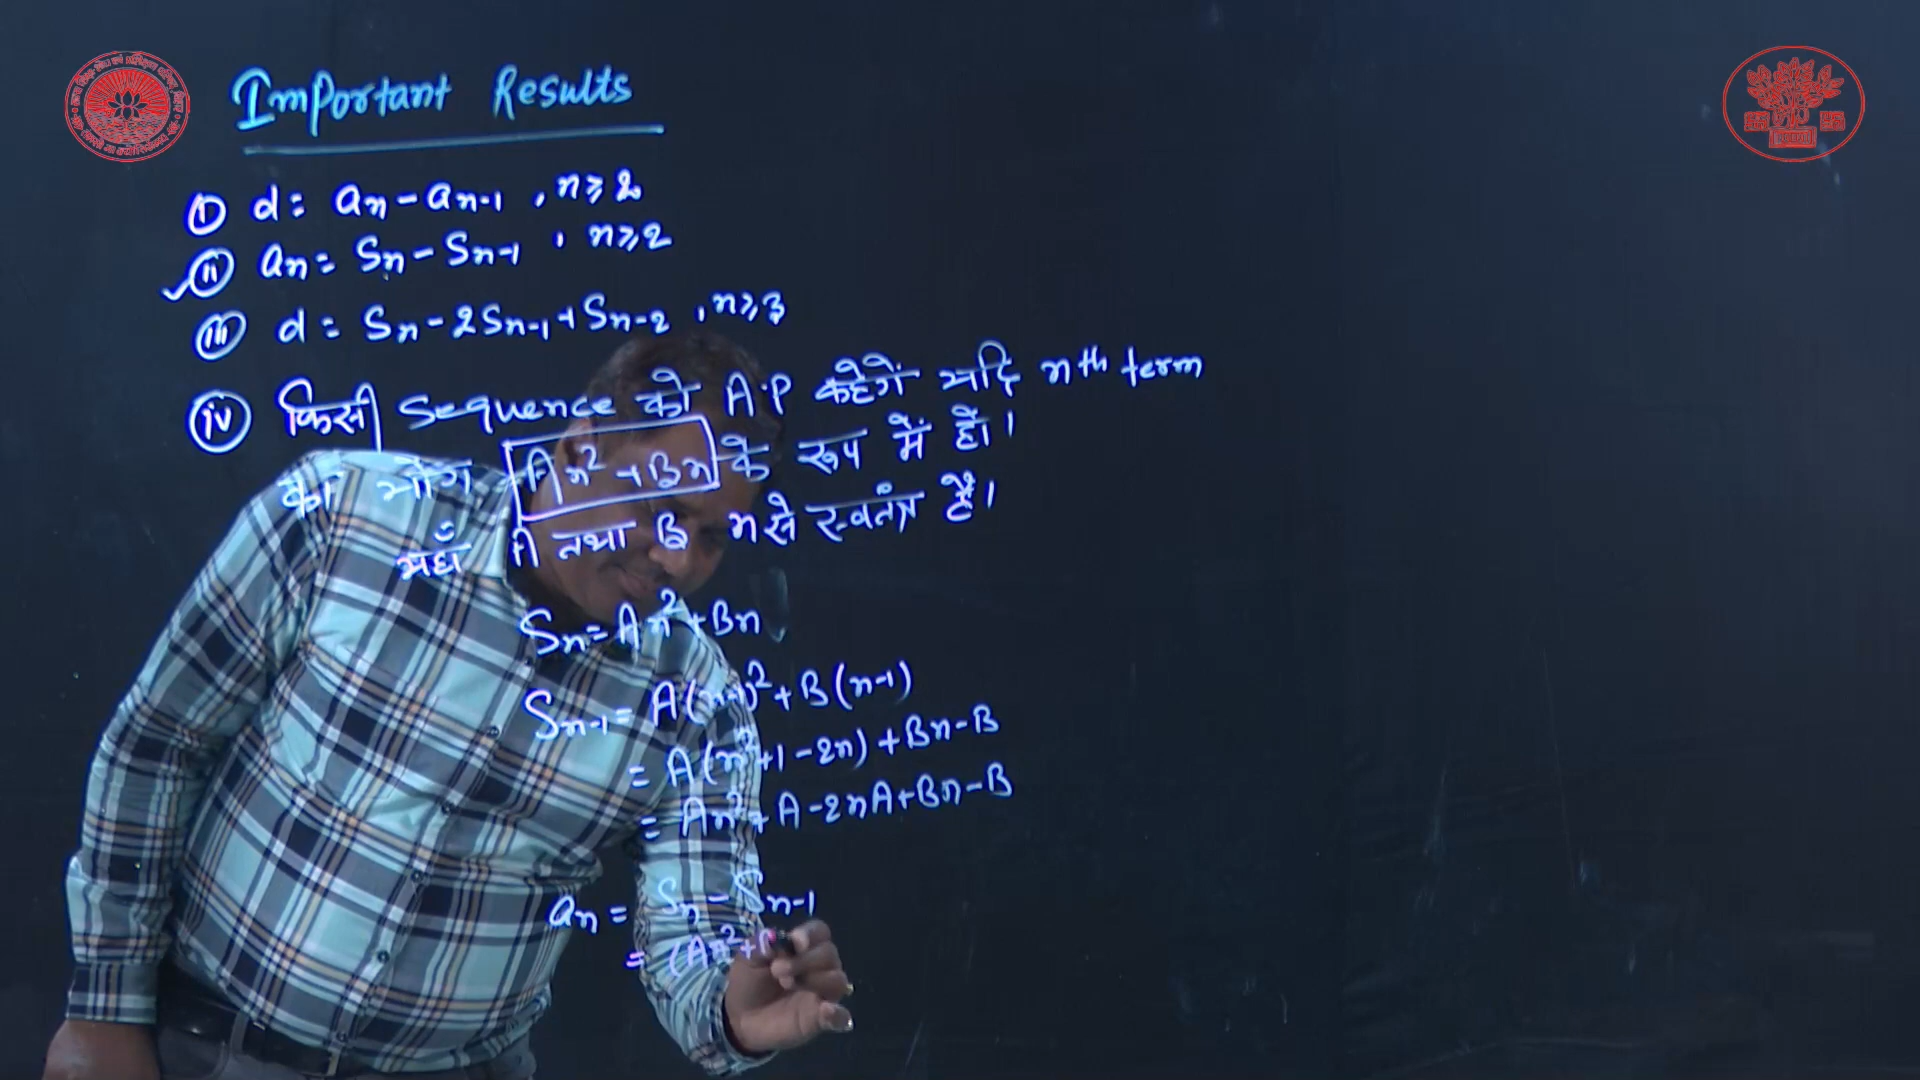 Important Results
(i) d = an - an-1 , n ≥ 2
(ii) an = Sn - Sn-1 , n ≥ 2
(iii) d = Sn - 2Sn-1 + Sn-2 , n ≥ 3
(iv) किसी Sequence को A.P कहेगें यदि nth term
का योग An² + Bn के रूप में हो।
यहाँ A तथा B n से स्वतंत्र हैं।
Sn = An² + Bn
Sn-1 = A(n-1)² + B(n-1)
= A(n²+1-2n) + Bn - B
= An² + A - 2nA + Bn - B
an = Sn - Sn-1
= (An² +